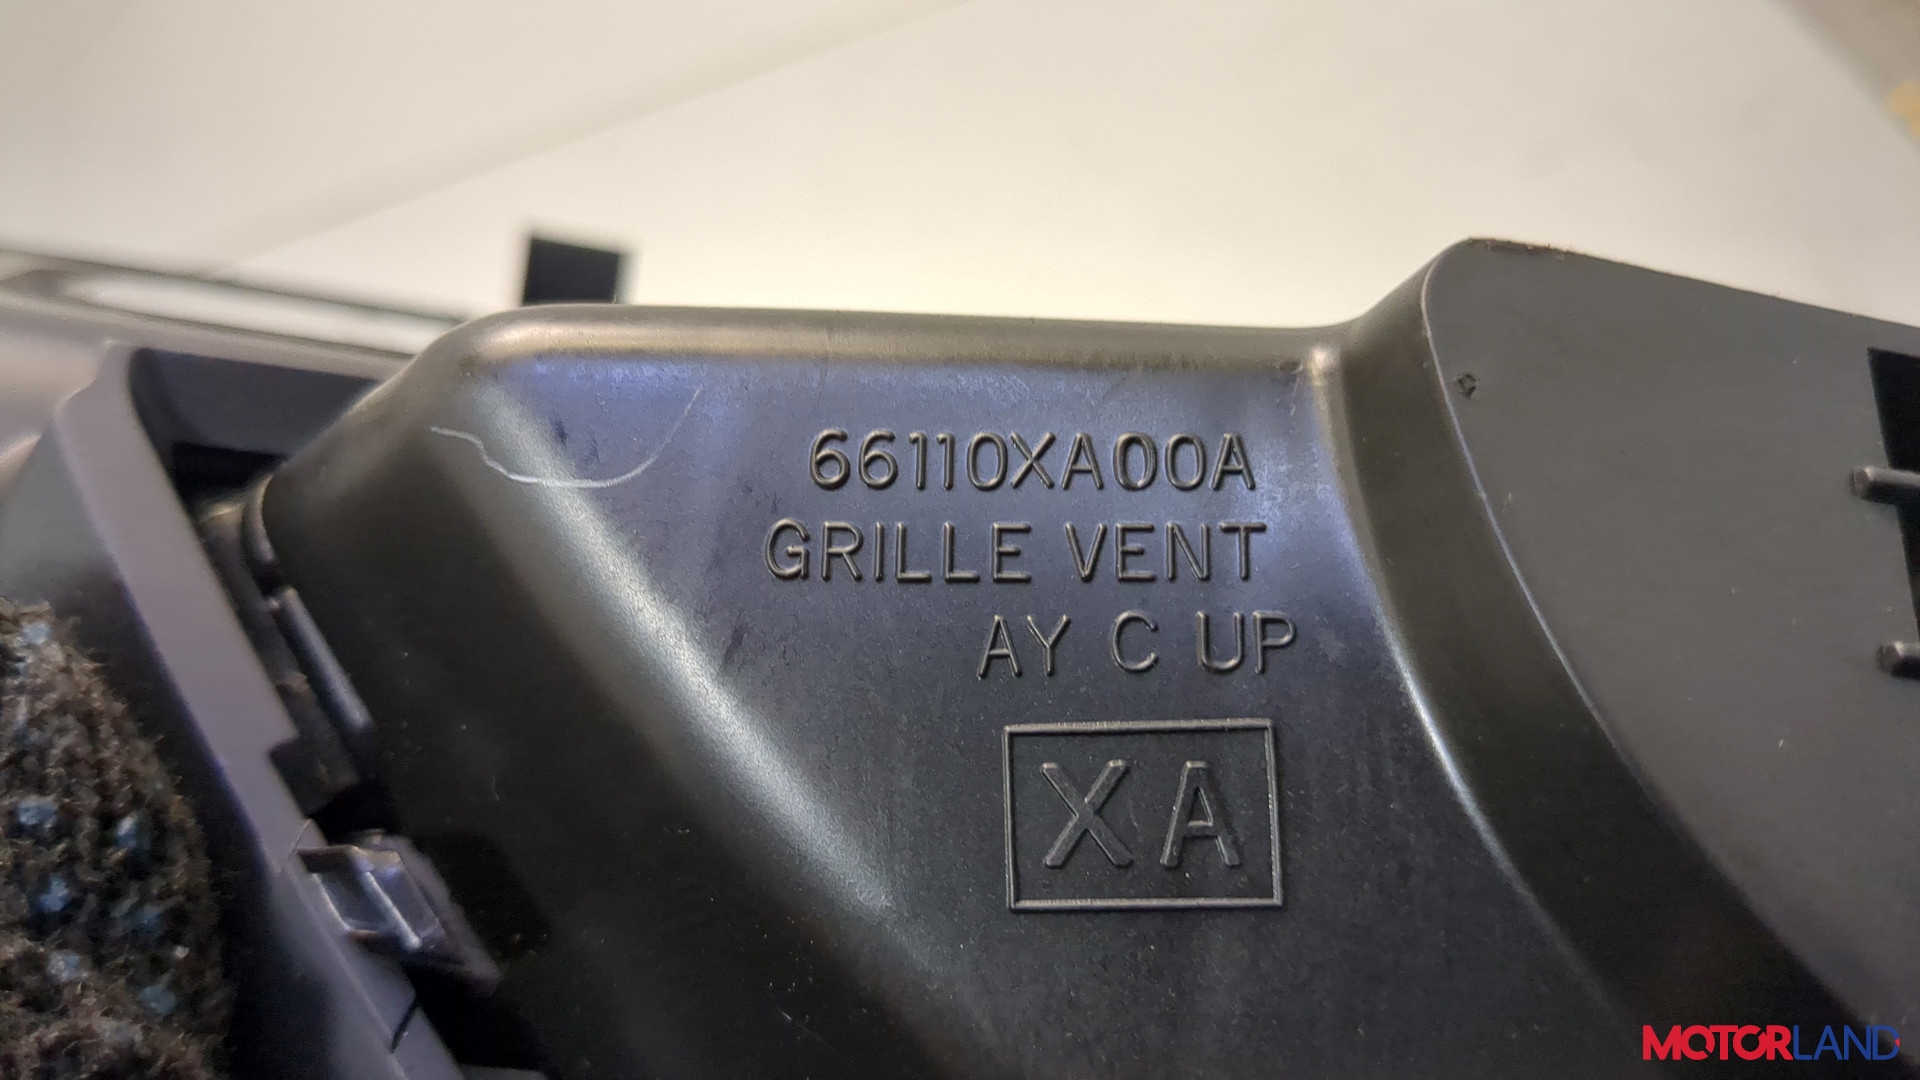 66110XA00A
GRILLE VENT
AY C UP
XA
MOTORLAND